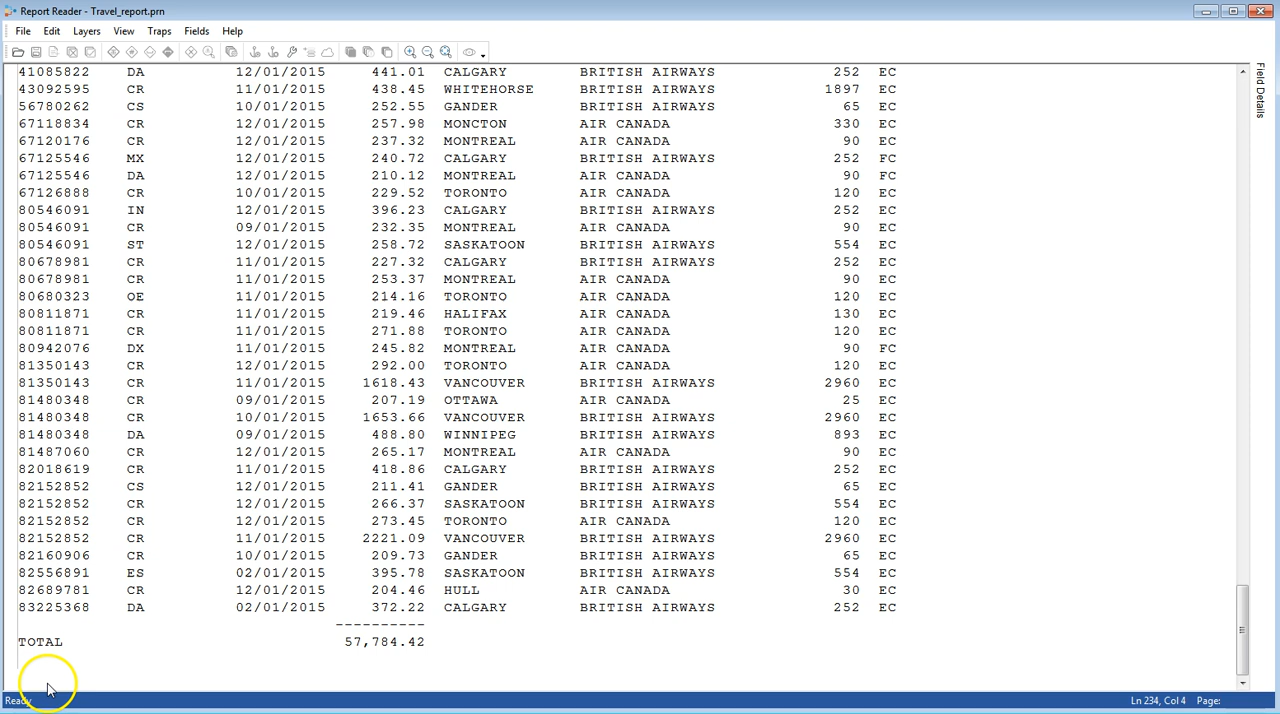 Report Reader - Travel_report.prn
File Edit Layers View Traps Fields Help
41085822 DA 12/01/2015 441.01 CALGARY BRITISH AIRWAYS 252 EC
43092595 CR 11/01/2015 438.45 WHITEHORSE BRITISH AIRWAYS 1897 EC
56780262 CS 10/01/2015 252.55 GANDER BRITISH AIRWAYS 65 EC
67118834 CR 12/01/2015 257.98 MONCTON AIR CANADA 330 EC
67120176 CR 12/01/2015 237.32 MONTREAL AIR CANADA 90 EC
67125546 MX 12/01/2015 240.72 CALGARY BRITISH AIRWAYS 252 FC
67125546 DA 12/01/2015 210.12 MONTREAL AIR CANADA 90 FC
67126888 CR 10/01/2015 229.52 TORONTO AIR CANADA 120 EC
80546091 IN 12/01/2015 396.23 CALGARY BRITISH AIRWAYS 252 EC
80546091 CR 09/01/2015 232.35 MONTREAL AIR CANADA 90 EC
80546091 ST 12/01/2015 258.72 SASKATOON BRITISH AIRWAYS 554 EC
80678981 CR 11/01/2015 227.32 CALGARY BRITISH AIRWAYS 252 EC
80678981 CR 11/01/2015 253.37 MONTREAL AIR CANADA 90 EC
80680323 OE 11/01/2015 214.16 TORONTO AIR CANADA 120 EC
80811871 CR 11/01/2015 219.46 HALIFAX AIR CANADA 130 EC
80811871 CR 11/01/2015 271.88 TORONTO AIR CANADA 120 EC
80942076 DX 11/01/2015 245.82 MONTREAL AIR CANADA 90 FC
81350143 CR 12/01/2015 292.00 TORONTO AIR CANADA 120 EC
81350143 CR 11/01/2015 1618.43 VANCOUVER BRITISH AIRWAYS 2960 EC
81480348 CR 09/01/2015 207.19 OTTAWA AIR CANADA 25 EC
81480348 CR 10/01/2015 1653.66 VANCOUVER BRITISH AIRWAYS 2960 EC
81480348 DA 09/01/2015 488.80 WINNIPEG BRITISH AIRWAYS 893 EC
81487060 CR 12/01/2015 265.17 MONTREAL AIR CANADA 90 EC
82018619 CR 11/01/2015 418.86 CALGARY BRITISH AIRWAYS 252 EC
82152852 CS 12/01/2015 211.41 GANDER BRITISH AIRWAYS 65 EC
82152852 CR 12/01/2015 266.37 SASKATOON BRITISH AIRWAYS 554 EC
82152852 CR 12/01/2015 273.45 TORONTO AIR CANADA 120 EC
82152852 CR 11/01/2015 2221.09 VANCOUVER BRITISH AIRWAYS 2960 EC
82160906 CR 10/01/2015 209.73 GANDER BRITISH AIRWAYS 65 EC
82556891 ES 02/01/2015 395.78 SASKATOON BRITISH AIRWAYS 554 EC
82689781 CR 12/01/2015 204.46 HULL AIR CANADA 30 EC
83225368 DA 02/01/2015 372.22 CALGARY BRITISH AIRWAYS 252 EC
----------
TOTAL 57,784.42
Field Details
Ready Ln 234, Col 4 Page: